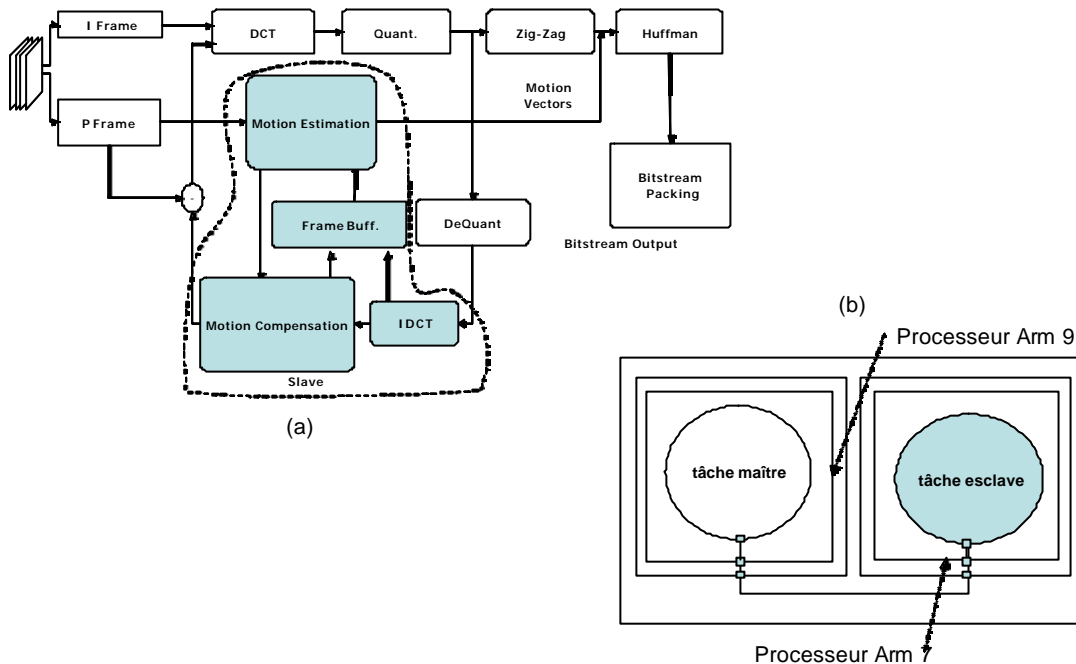 I Frame
DCT
Quant.
Zig-Zag
Huffman
P Frame
Motion Estimation
Motion
Vectors
Bitstream
Packing
-
Frame Buff.
DeQuant
Bitstream Output
Motion Compensation
IDCT
Slave
(a)
(b)
Processeur Arm 9
tâche maître
tâche esclave
Processeur Arm 7